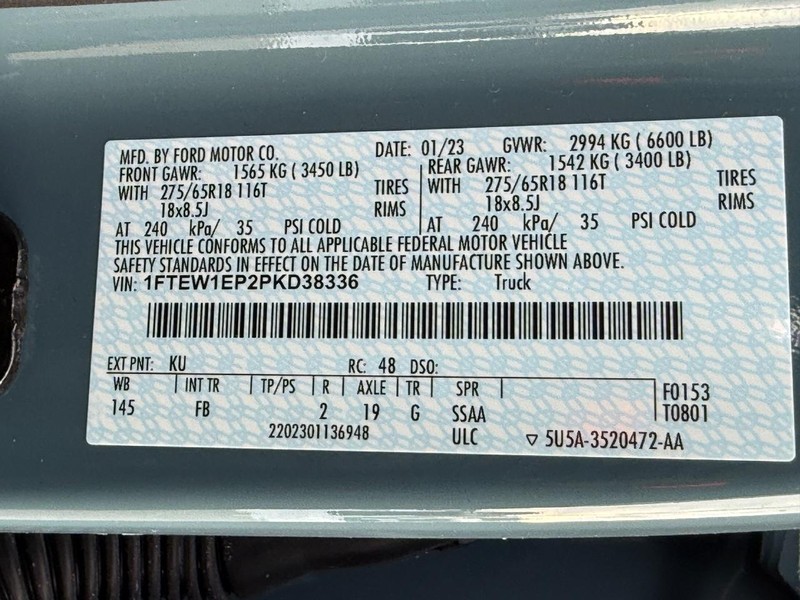 MFD. BY FORD MOTOR CO. DATE: 01/23 GVWR: 2994 KG ( 6600 LB)
FRONT GAWR: 1565 KG ( 3450 LB) REAR GAWR: 1542 KG ( 3400 LB)
WITH 275/65R18 116T TIRES WITH 275/65R18 116T TIRES
18x8.5J RIMS 18x8.5J RIMS
AT 240 kPa/ 35 PSI COLD AT 240 kPa/ 35 PSI COLD
THIS VEHICLE CONFORMS TO ALL APPLICABLE FEDERAL MOTOR VEHICLE
SAFETY STANDARDS IN EFFECT ON THE DATE OF MANUFACTURE SHOWN ABOVE.
VIN: 1FTEW1EP2PKD38336 TYPE: Truck
EXT PNT: KU RC: 48 DSO:
WB INT TR TP/PS R AXLE TR SPR F0153
145 FB 2 19 G SSAA T0801
2202301136948 ULC ▽ 5U5A-3520472-AA